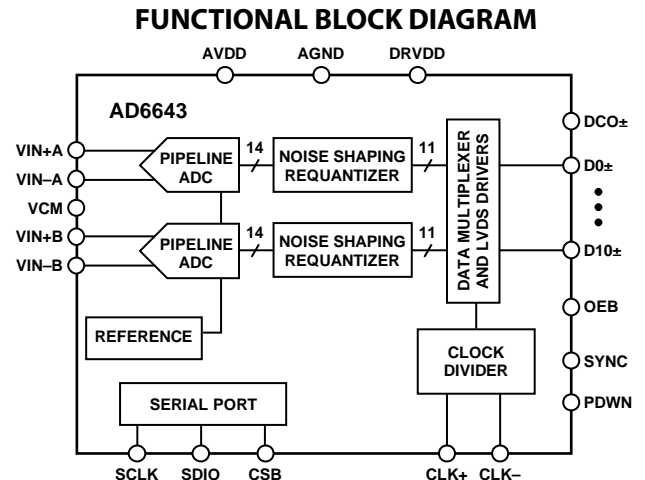 FUNCTIONAL BLOCK DIAGRAM
AVDD AGND DRVDD
AD6643
VIN+A
VIN–A
VCM
VIN+B
VIN–B
PIPELINE
ADC
14
NOISE SHAPING
REQUANTIZER
11
PIPELINE
ADC
14
NOISE SHAPING
REQUANTIZER
11
DATA MULTIPLEXER
AND LVDS DRIVERS
DCO±
D0±
D10±
OEB
SYNC
PDWN
REFERENCE
CLOCK
DIVIDER
SERIAL PORT
SCLK SDIO CSB CLK+ CLK–